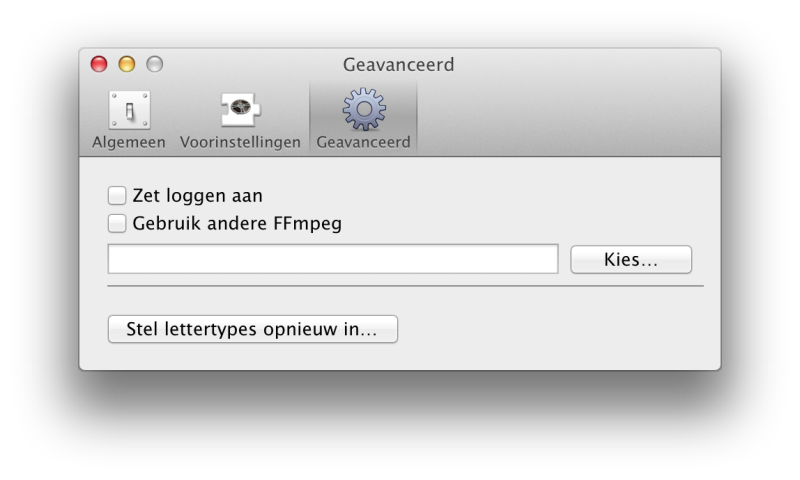 Geavanceerd
Algemeen Voorinstellingen Geavanceerd
Zet loggen aan
Gebruik andere FFmpeg
Kies...
Stel lettertypes opnieuw in...